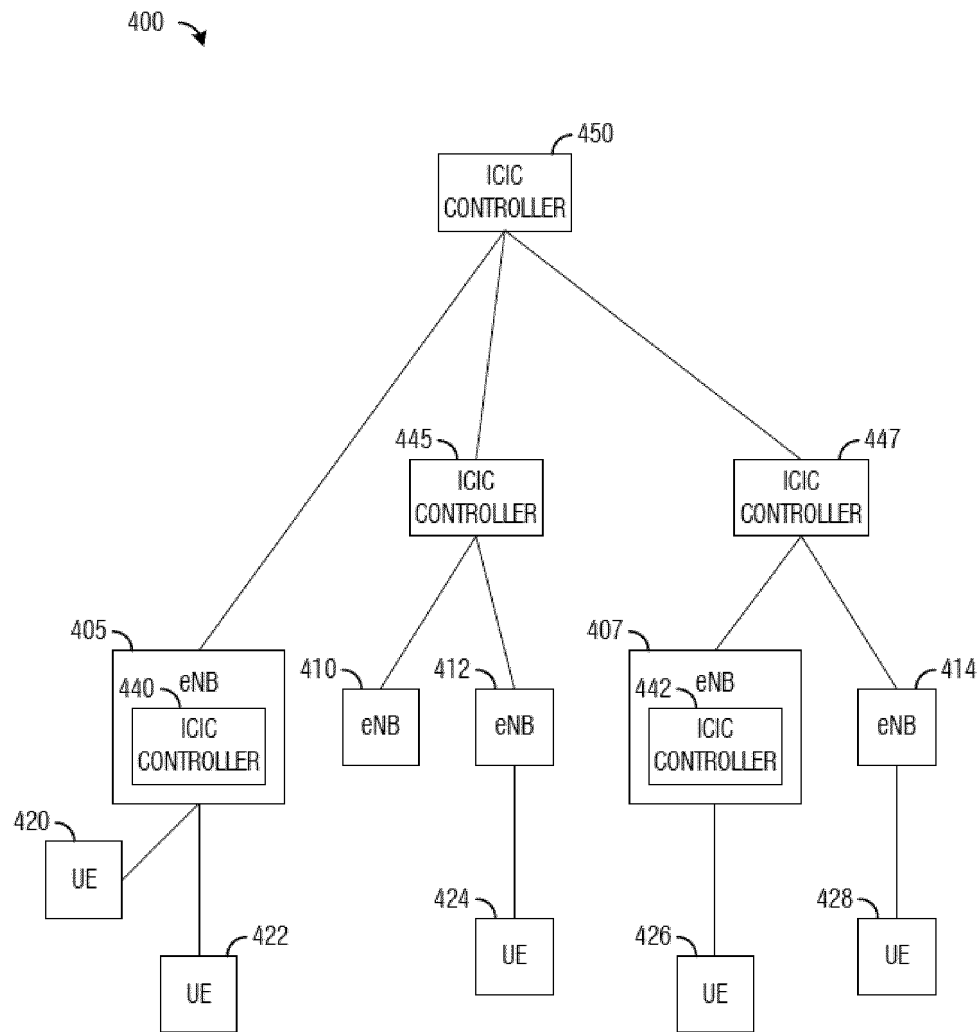 400
450
ICIC
CONTROLLER
445
ICIC
CONTROLLER
447
ICIC
CONTROLLER
405
eNB
440
ICIC
CONTROLLER
410
eNB
412
eNB
407
eNB
442
ICIC
CONTROLLER
414
eNB
420
UE
422
UE
424
UE
426
UE
428
UE